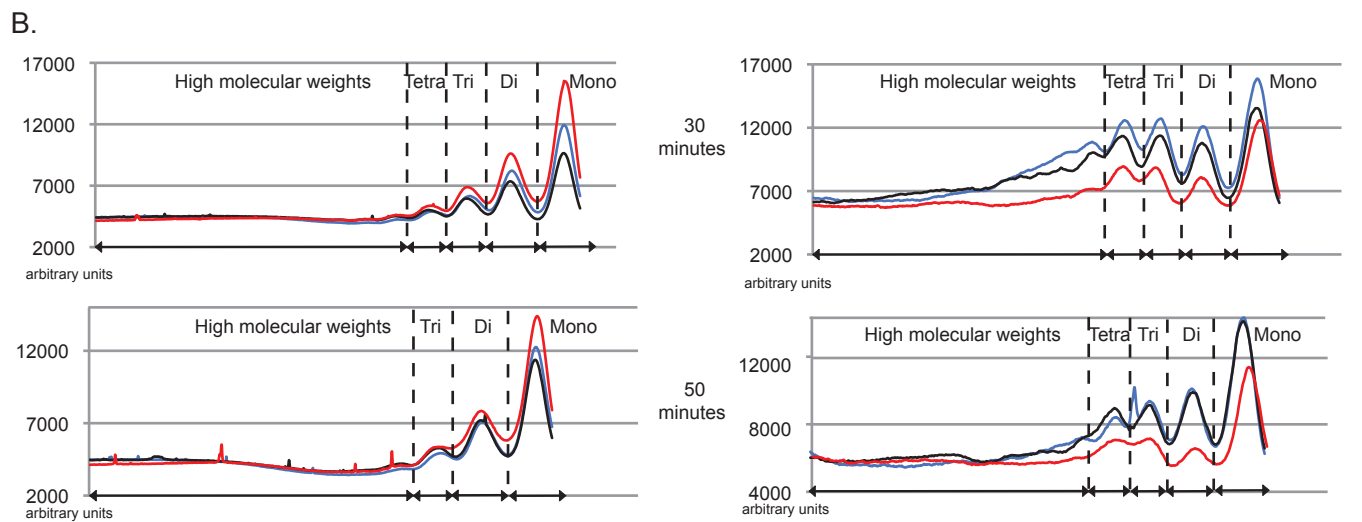 B.
17000
12000
7000
2000
High molecular weights
Tetra
Tri
Di
Mono
arbitrary units
30
minutes
17000
12000
7000
2000
High molecular weights
Tetra
Tri
Di
Mono
arbitrary units
12000
7000
2000
High molecular weights
Tri
Di
Mono
arbitrary units
50
minutes
12000
8000
4000
High molecular weights
Tetra
Tri
Di
Mono
arbitrary units